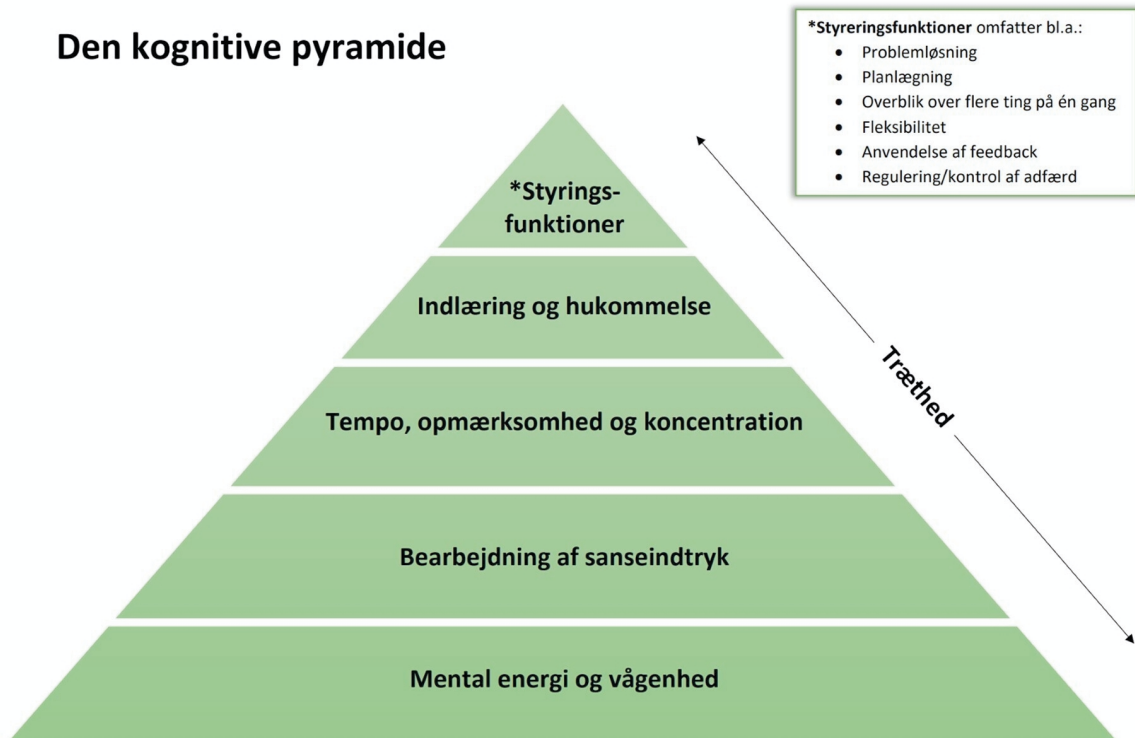 Den kognitive pyramide
*Styreringsfunktioner omfatter bl.a.:
• Problemløsning
• Planlægning
• Overblik over flere ting på én gang
• Fleksibilitet
• Anvendelse af feedback
• Regulering/kontrol af adfærd
*Styrings-
funktioner
Indlæring og hukommelse
Tempo, opmærksomhed og koncentration
Bearbejdning af sanseindtryk
Mental energi og vågenhed
Træthed